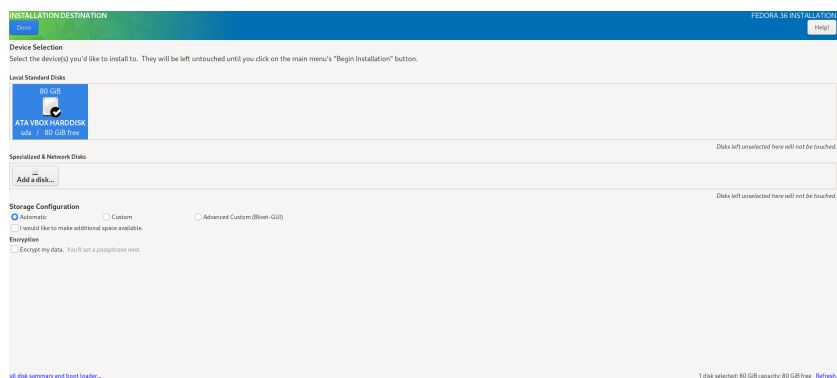 INSTALLATION DESTINATION
FEDORA 36 INSTALLATION
Done
Help!
Device Selection
Select the device(s) you'd like to install to. They will be left untouched until you click on the main menu's "Begin Installation" button.
Local Standard Disks
80 GiB
ATA VBOX HARDDISK
sda / 80 GiB free
Disks left unselected here will not be touched.
Specialized & Network Disks
Add a disk...
Disks left unselected here will not be touched.
Storage Configuration
Automatic Custom Advanced Custom (Blivet-GUI)
I would like to make additional space available.
Encryption
Encrypt my data. You'll set a passphrase next.
ull disk summary and boot loader... 1 disk selected; 80 GiB capacity; 80 GiB free Refresh